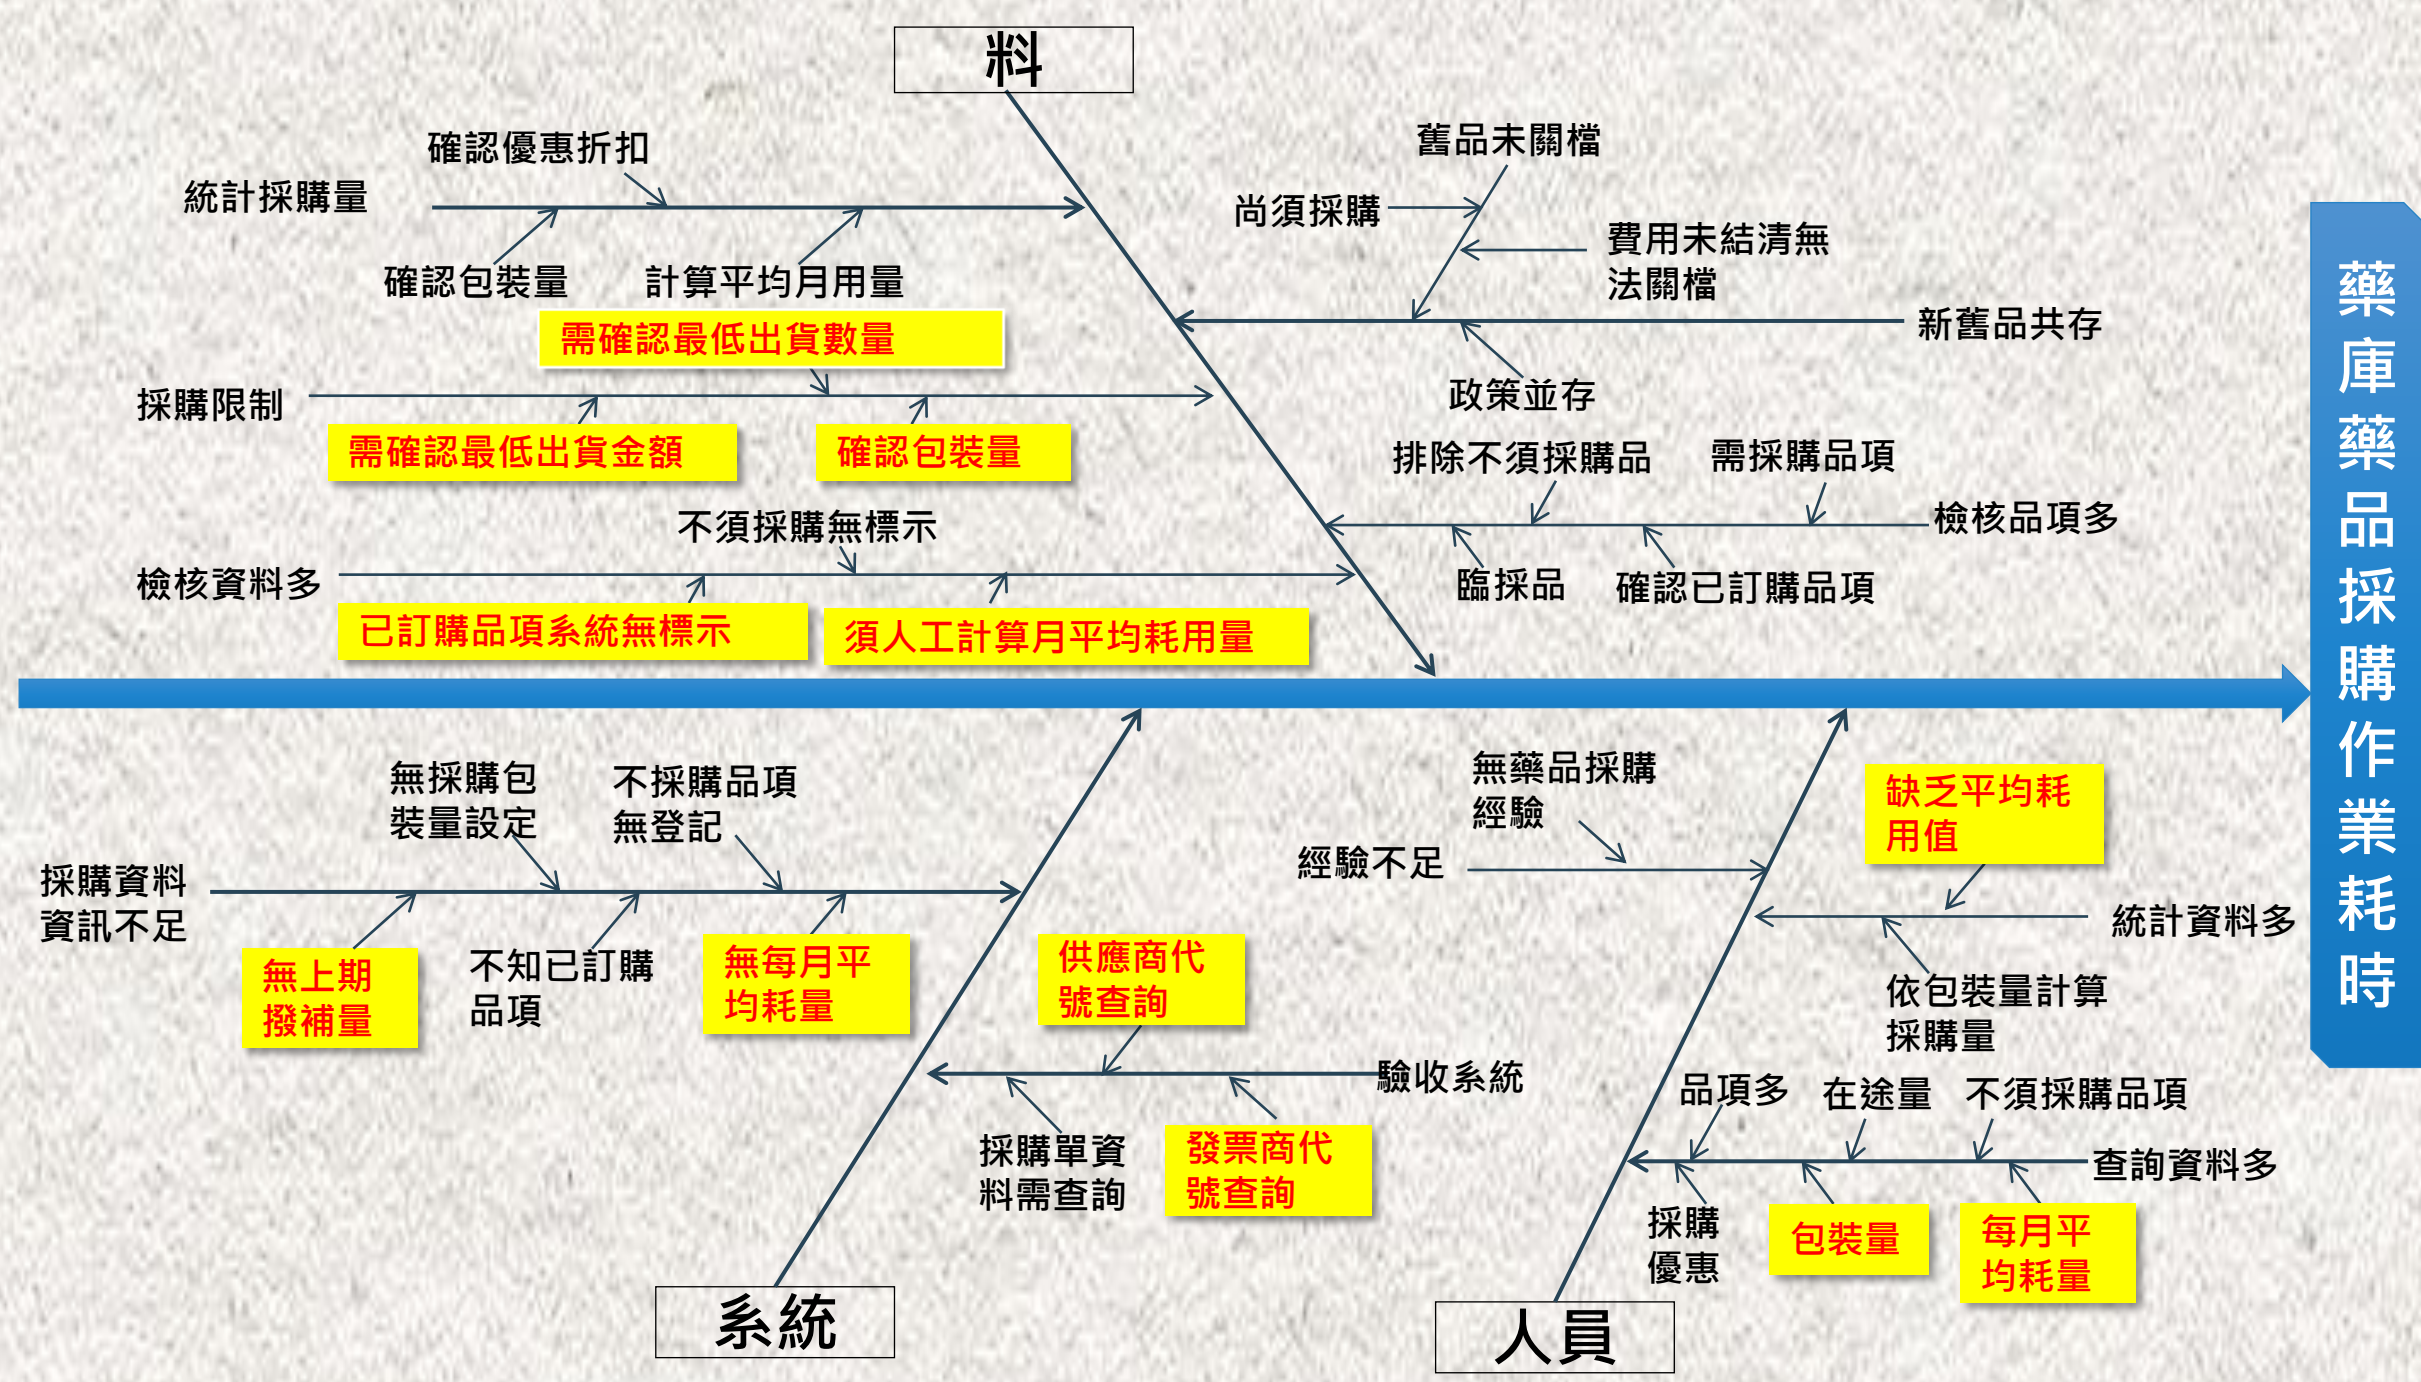 料
確認優惠折扣
統計採購量
確認包裝量
計算平均月用量
需確認最低出貨數量
採購限制
需確認最低出貨金額
確認包裝量
不須採購無標示
檢核資料多
已訂購品項系統無標示
須人工計算月平均耗用量
舊品未關檔
尚須採購
費用未結清無
法關檔
新舊品共存
政策並存
排除不須採購品
需採購品項
檢核品項多
臨採品
確認已訂購品項
藥庫藥品採購作業耗時
無採購包
裝量設定
不採購品項
無登記
採購資料
資訊不足
無上期
撥補量
不知已訂購
品項
無每月平
均耗量
供應商代
號查詢
驗收系統
採購單資
料需查詢
發票商代
號查詢
系統
無藥品採購
經驗
經驗不足
缺乏平均耗
用值
統計資料多
依包裝量計算
採購量
品項多
在途量
不須採購品項
查詢資料多
採購
優惠
包裝量
每月平
均耗量
人員